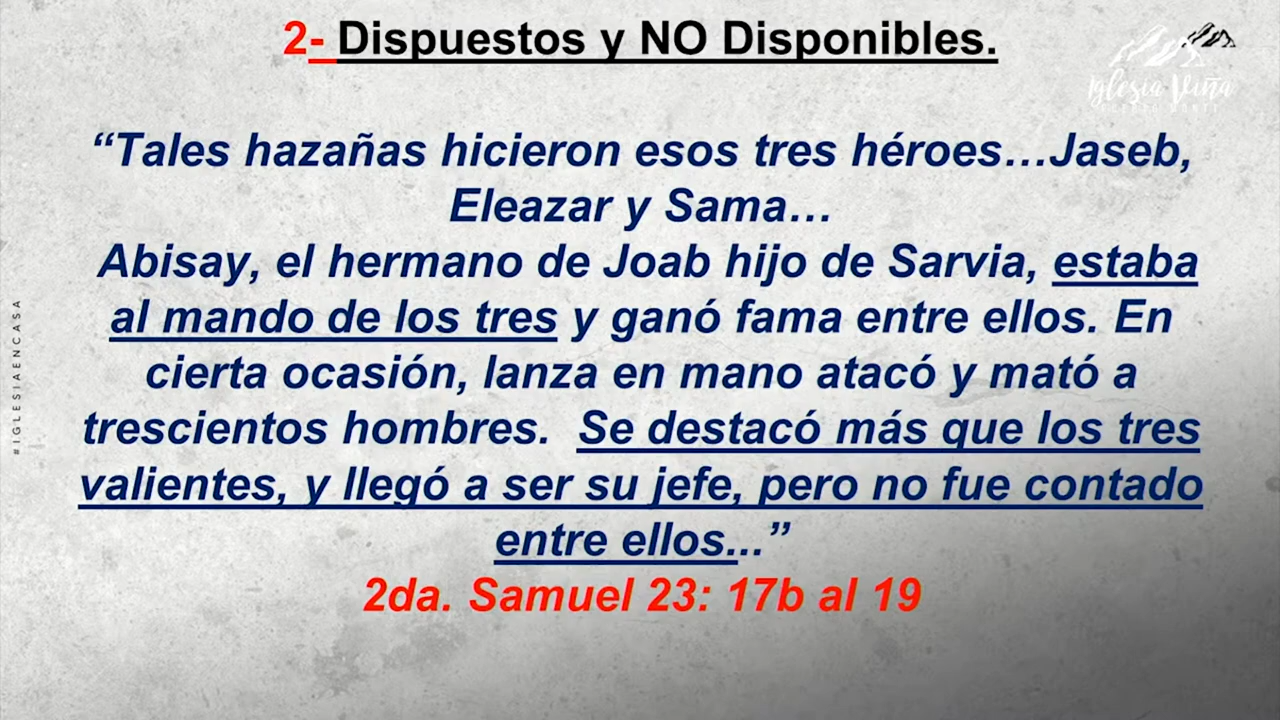 2- Dispuestos y NO Disponibles.
Iglesia Viña
“Tales hazañas hicieron esos tres héroes…Jaseb,
Eleazar y Sama…
Abisay, el hermano de Joab hijo de Sarvia, estaba
al mando de los tres y ganó fama entre ellos. En
cierta ocasión, lanza en mano atacó y mató a
trescientos hombres.  Se destacó más que los tres
valientes, y llegó a ser su jefe, pero no fue contado
entre ellos...”
2da. Samuel 23: 17b al 19
#IGLESIAENCASA